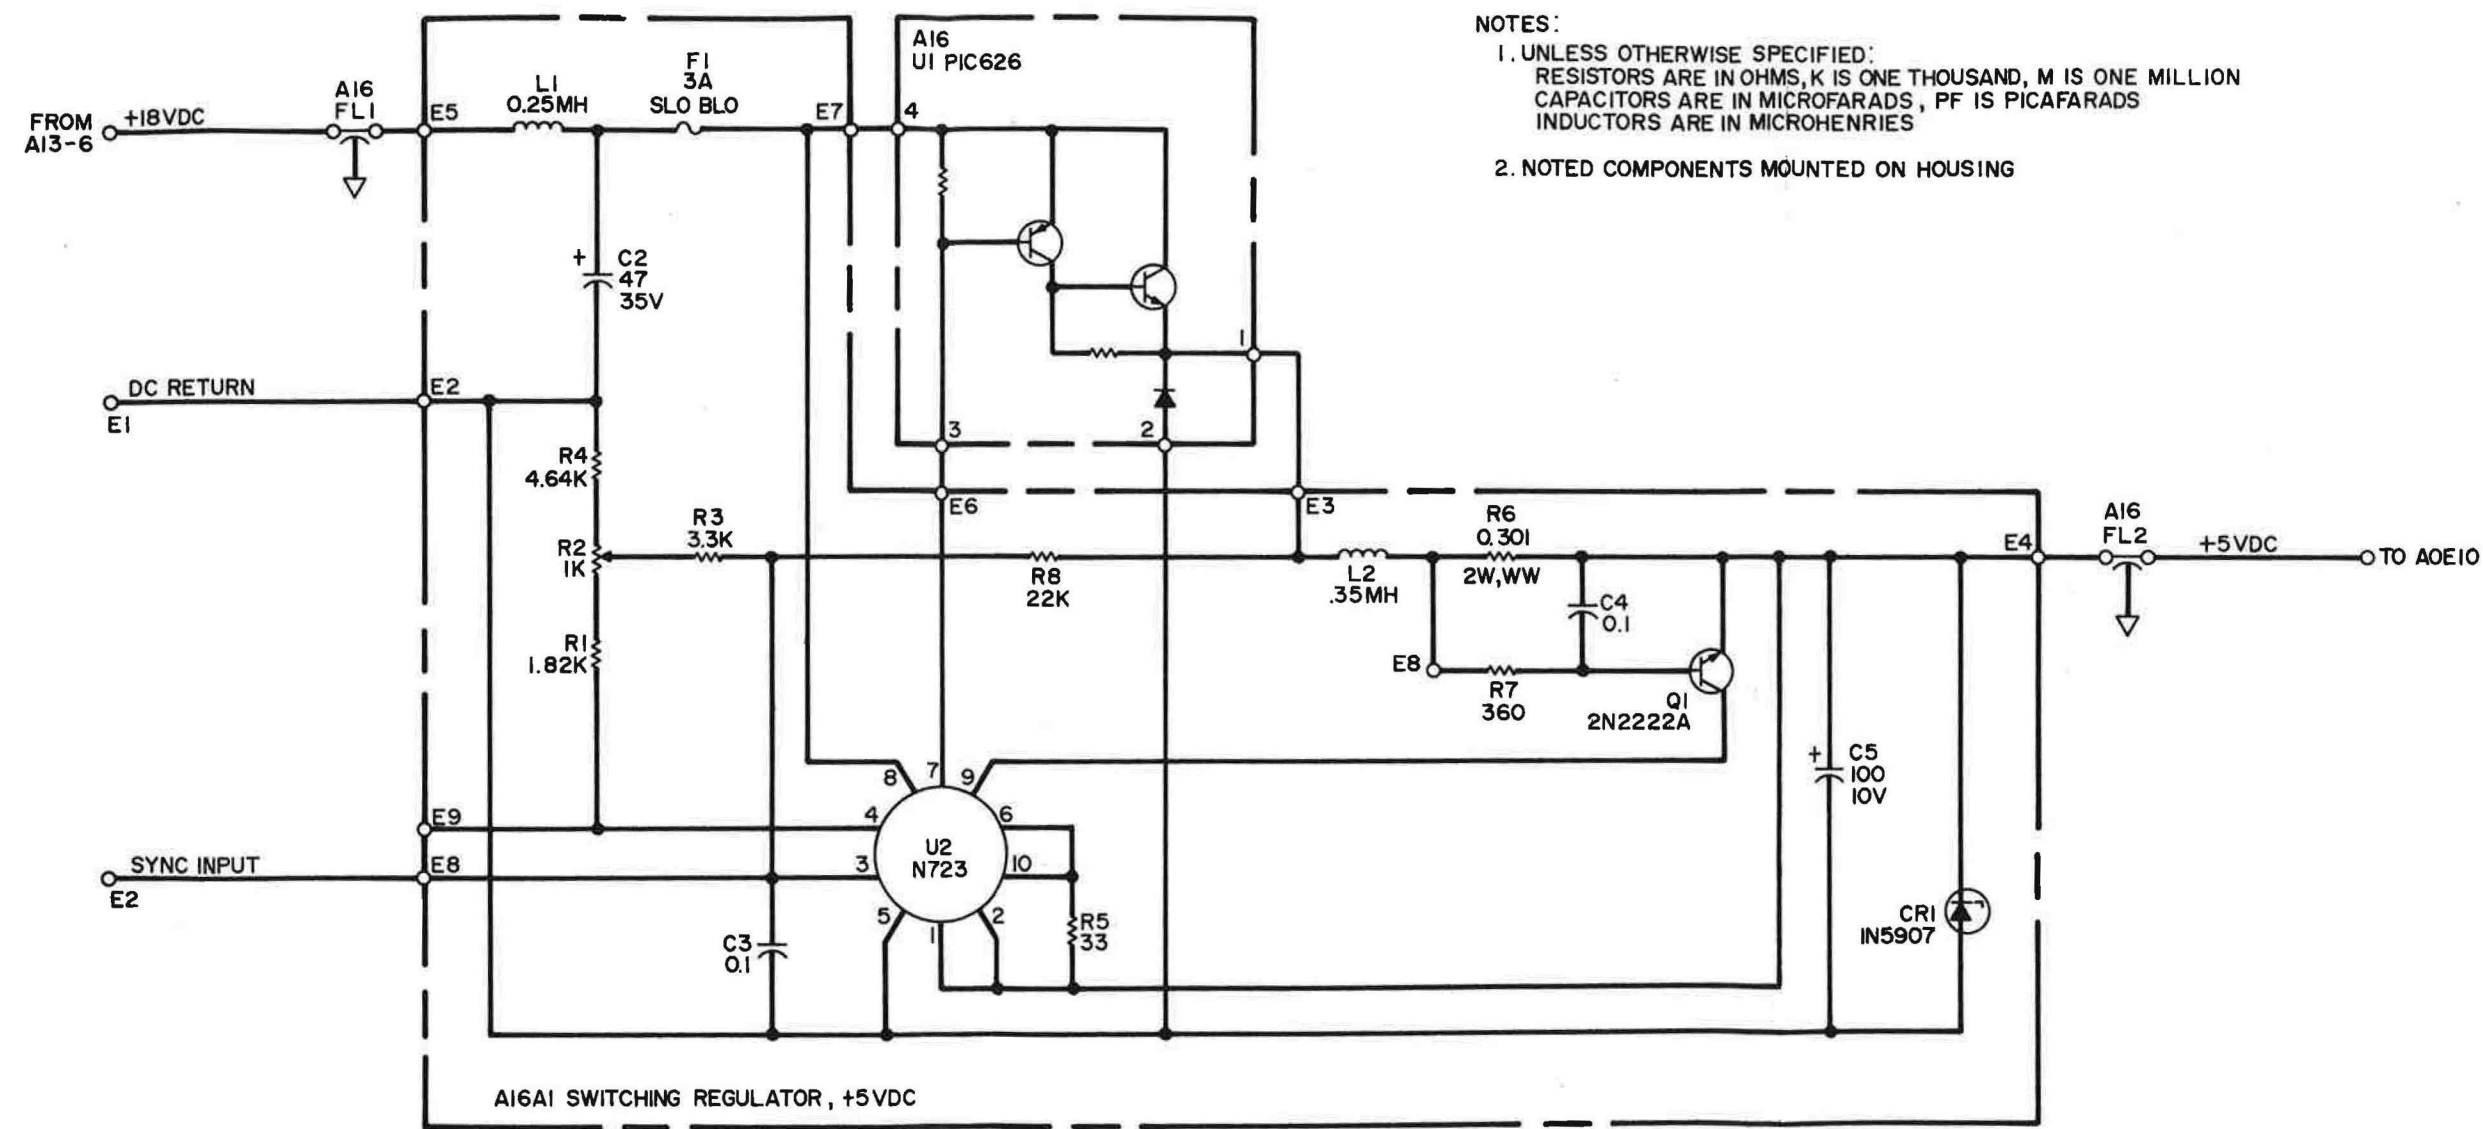 NOTES:
1. UNLESS OTHERWISE SPECIFIED:
RESISTORS ARE IN OHMS, K IS ONE THOUSAND, M IS ONE MILLION
CAPACITORS ARE IN MICROFARADS, PF IS PICAFARADS
INDUCTORS ARE IN MICROHENRIES
2. NOTED COMPONENTS MOUNTED ON HOUSING
A16
U1 PIC626
FROM
A13-6
+18VDC
A16
FL1
E5
L1
0.25MH
F1
3A
SLO BLO
E7
4
+
C2
47
35V
1
DC RETURN
E1
E2
3
2
R4
4.64K
E6
E3
R3
3.3K
R2
1K
R8
22K
L2
.35MH
R6
0.301
2W,WW
C4
0.1
E4
A16
FL2
+5VDC
TO A0E10
R1
1.82K
E8
R7
360
Q1
2N2222A
8
7
9
+
C5
100
10V
E9
4
6
SYNC INPUT
E2
E8
3
10
U2
N723
5
1
2
R5
33
C3
0.1
CR1
1N5907
A16A1 SWITCHING REGULATOR, +5VDC